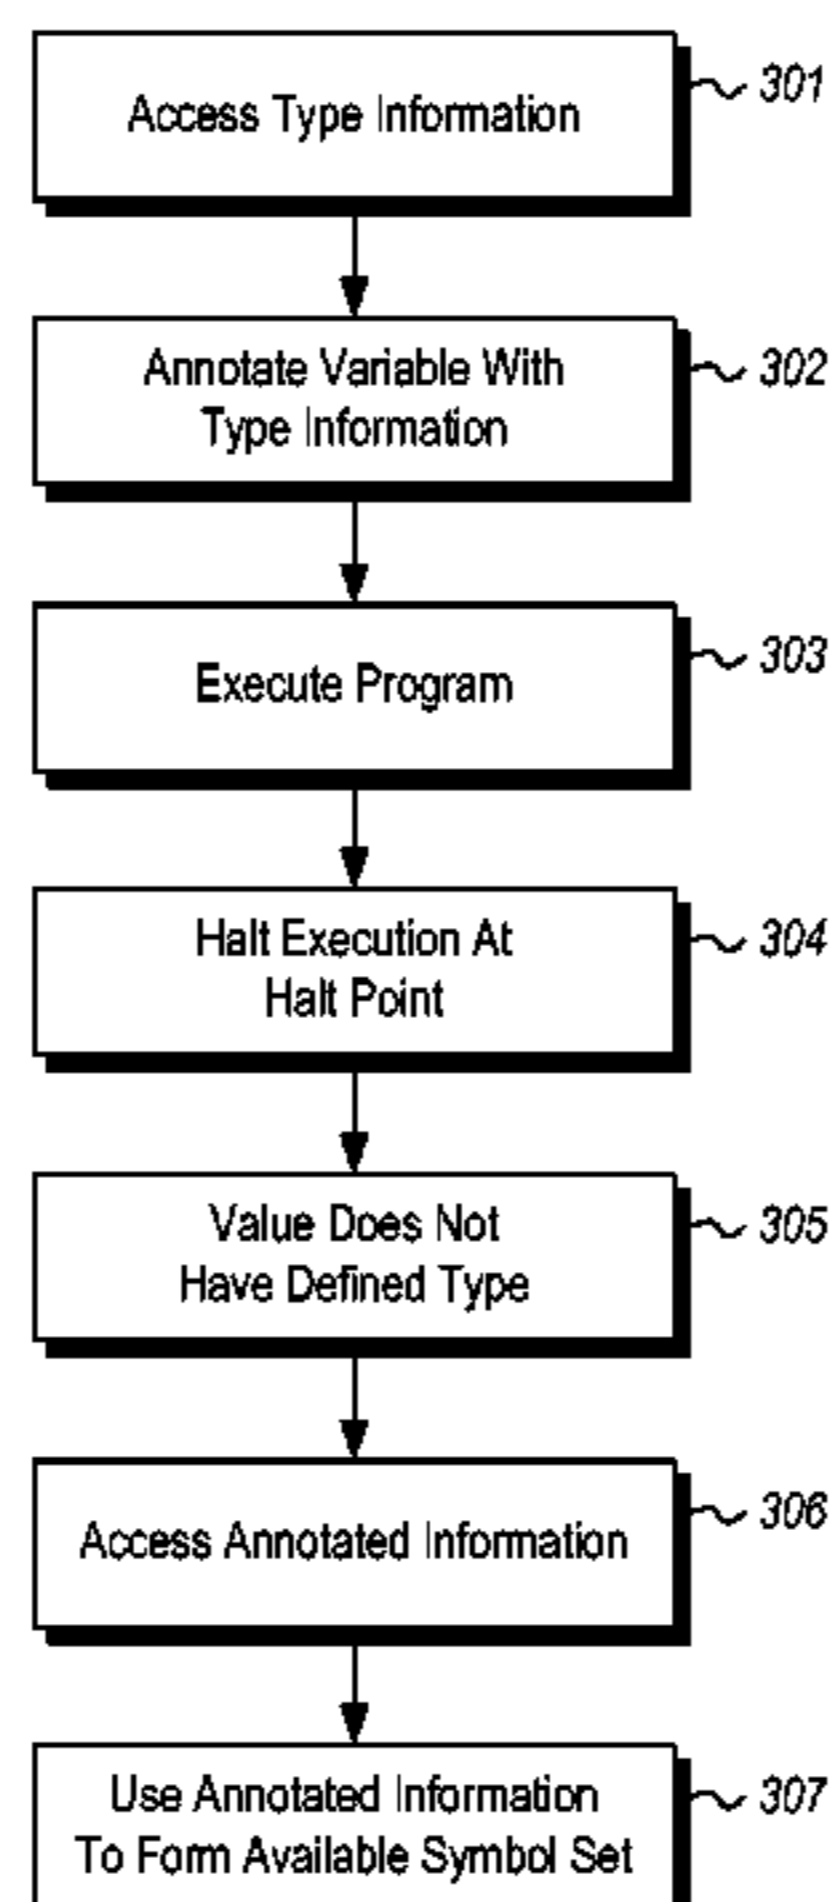 Access Type Information
301
Annotate Variable With
Type Information
302
Execute Program
303
Halt Execution At
Halt Point
304
Value Does Not
Have Defined Type
305
Access Annotated Information
306
Use Annotated Information
To Form Available Symbol Set
307